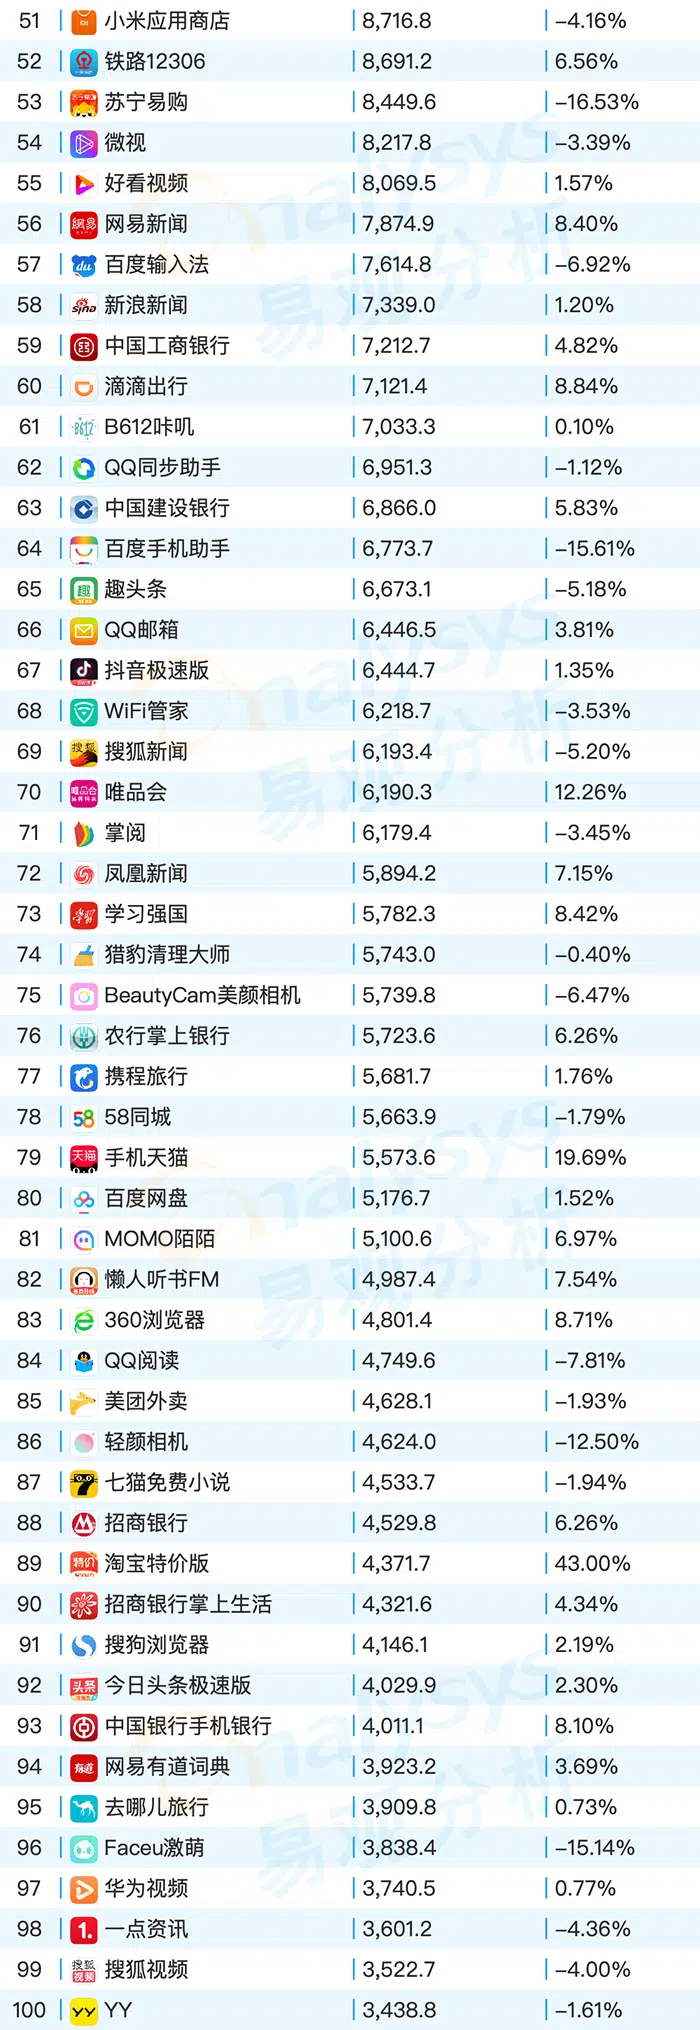 51 小米应用商店 8,716.8 -4.16%
52 铁路12306 8,691.2 6.56%
53 苏宁易购 8,449.6 -16.53%
54 微视 8,217.8 -3.39%
55 好看视频 8,069.5 1.57%
56 网易新闻 7,874.9 8.40%
57 百度输入法 7,614.8 -6.92%
58 新浪新闻 7,339.0 1.20%
59 中国工商银行 7,212.7 4.82%
60 滴滴出行 7,121.4 8.84%
61 B612咔叽 7,033.3 0.10%
62 QQ同步助手 6,951.3 -1.12%
63 中国建设银行 6,866.0 5.83%
64 百度手机助手 6,773.7 -15.61%
65 趣头条 6,673.1 -5.18%
66 QQ邮箱 6,446.5 3.81%
67 抖音极速版 6,444.7 1.35%
68 WiFi管家 6,218.7 -3.53%
69 搜狐新闻 6,193.4 -5.20%
70 唯品会 6,190.3 12.26%
71 掌阅 6,179.4 -3.45%
72 凤凰新闻 5,894.2 7.15%
73 学习强国 5,782.3 8.42%
74 猎豹清理大师 5,743.0 -0.40%
75 BeautyCam美颜相机 5,739.8 -6.47%
76 农行掌上银行 5,723.6 6.26%
77 携程旅行 5,681.7 1.76%
78 58同城 5,663.9 -1.79%
79 手机天猫 5,573.6 19.69%
80 百度网盘 5,176.7 1.52%
81 MOMO陌陌 5,100.6 6.97%
82 懒人听书FM 4,987.4 7.54%
83 360浏览器 4,801.4 8.71%
84 QQ阅读 4,749.6 -7.81%
85 美团外卖 4,628.1 -1.93%
86 轻颜相机 4,624.0 -12.50%
87 七猫免费小说 4,533.7 -1.94%
88 招商银行 4,529.8 6.26%
89 淘宝特价版 4,371.7 43.00%
90 招商银行掌上生活 4,321.6 4.34%
91 搜狗浏览器 4,146.1 2.19%
92 今日头条极速版 4,029.9 2.30%
93 中国银行手机银行 4,011.1 8.10%
94 网易有道词典 3,923.2 3.69%
95 去哪儿旅行 3,909.8 0.73%
96 Faceu激萌 3,838.4 -15.14%
97 华为视频 3,740.5 0.77%
98 一点资讯 3,601.2 -4.36%
99 搜狐视频 3,522.7 -4.00%
100 YY 3,438.8 -1.61%